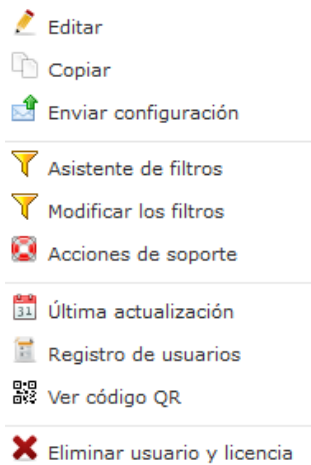 Editar
Copiar
Enviar configuración
Asistente de filtros
Modificar los filtros
Acciones de soporte
31 Última actualización
Registro de usuarios
Ver código QR
Eliminar usuario y licencia